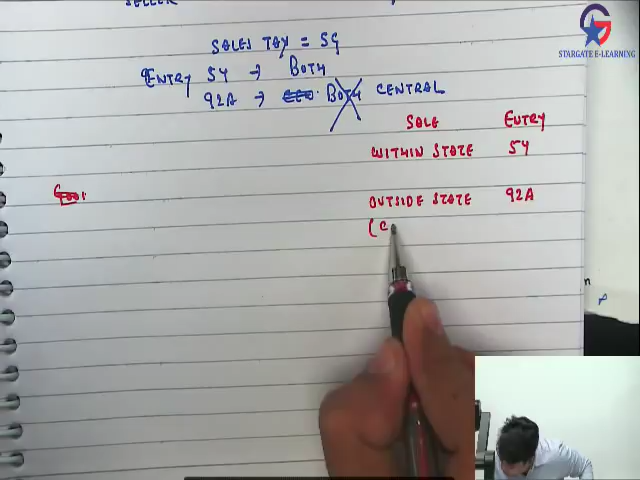 SELLER
STARGATE E-LEARNING
SALES TAX = 54
ENTRY 54 → BOTH
92A → BOTH CENTRAL
SALE ENTRY
WITHIN STATE 54
OUTSIDE STATE 92A
(C